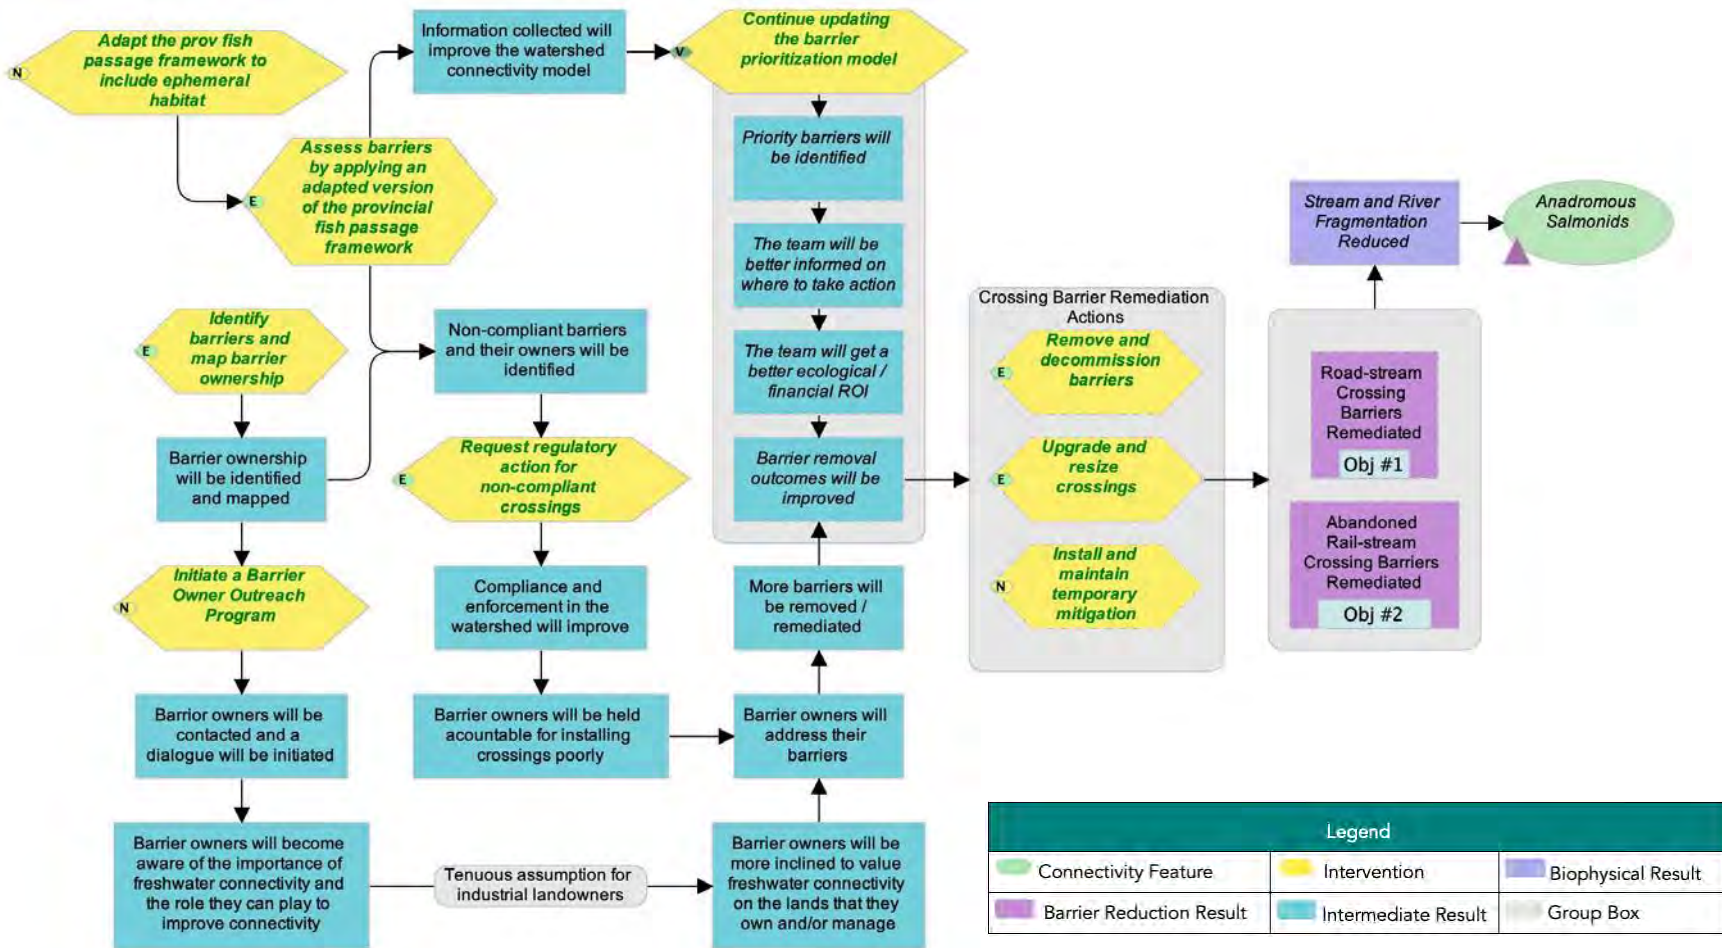 Adapt the prov fish
passage framework to
include ephemeral
habitat
N
Information collected will
improve the watershed
connectivity model
V
Continue updating
the barrier
prioritization model
Assess barriers
by applying an
adapted version
of the provincial
fish passage
framework
E
Priority barriers will
be identified
The team will be
better informed on
where to take action
The team will get a
better ecological /
financial ROI
Barrier removal
outcomes will be
improved
Identify
barriers and
map barrier
ownership
E
Non-compliant barriers
and their owners will be
identified
Barrier ownership
will be identified
and mapped
Request regulatory
action for
non-compliant
crossings
E
Initiate a Barrier
Owner Outreach
Program
N
Compliance and
enforcement in the
watershed will improve
More barriers will
be removed /
remediated
Barrior owners will be
contacted and a
dialogue will be initiated
Barrier owners will be held
acountable for installing
crossings poorly
Barrier owners will
address their
barriers
Barrier owners will become
aware of the importance of
freshwater connectivity and
the role they can play to
improve connectivity
Tenuous assumption for
industrial landowners
Barrier owners will be
more inclined to value
freshwater connectivity
on the lands that they
own and/or manage
Crossing Barrier Remediation
Actions
Remove and
decommission
barriers
E
Upgrade and
resize
crossings
E
Install and
maintain
temporary
mitigation
N
Stream and River
Fragmentation
Reduced
Anadromous
Salmonids
Road-stream
Crossing
Barriers
Remediated
Obj #1
Abandoned
Rail-stream
Crossing Barriers
Remediated
Obj #2
Legend
Connectivity Feature
Intervention
Biophysical Result
Barrier Reduction Result
Intermediate Result
Group Box